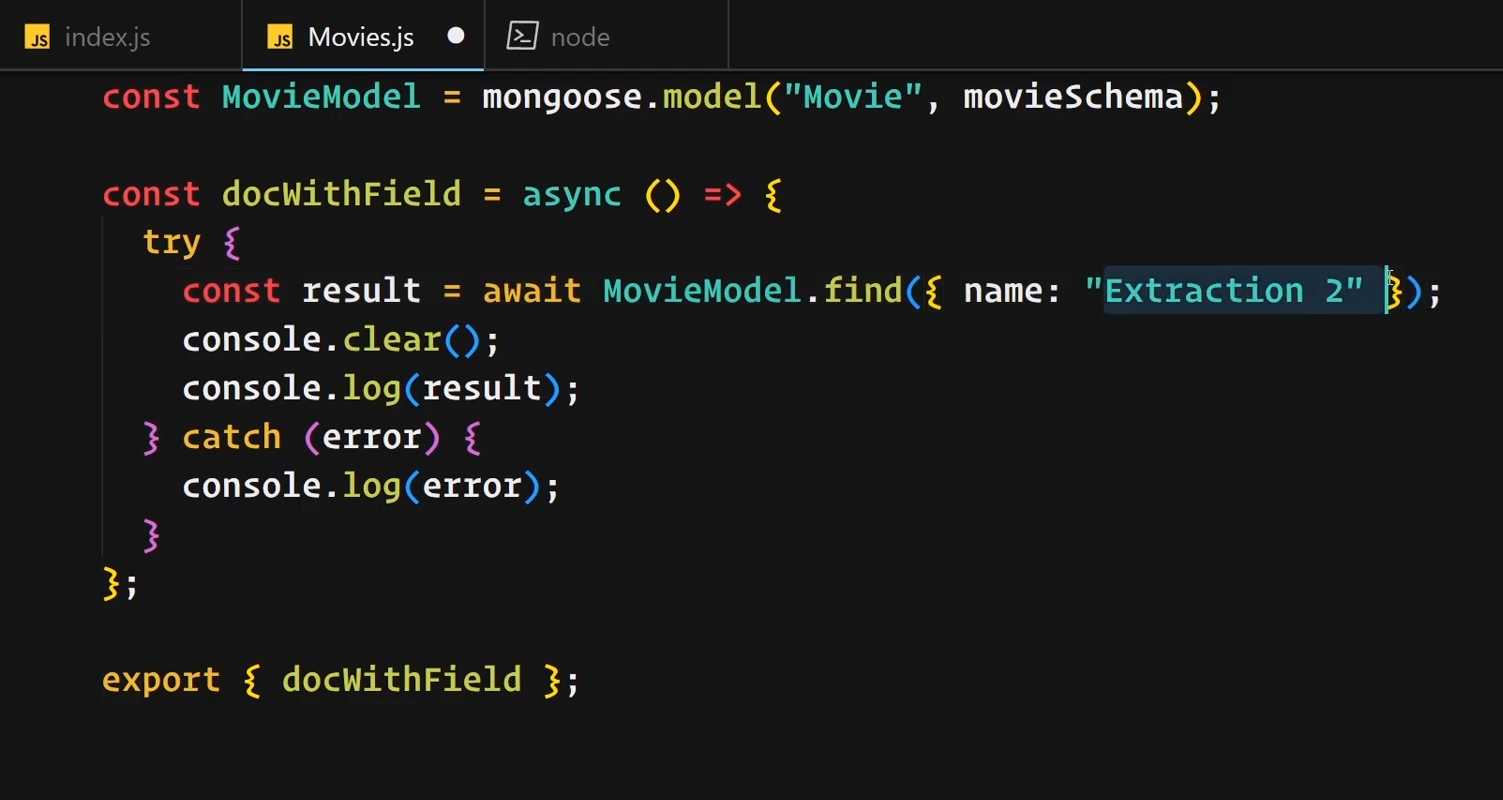 JS index.js
JS Movies.js
node
const MovieModel = mongoose.model("Movie", movieSchema);
const docWithField = async () => {
try {
const result = await MovieModel.find({ name: "Extraction 2" });
console.clear();
console.log(result);
} catch (error) {
console.log(error);
}
};
export { docWithField };